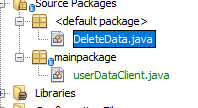 Source Packages
<default package>
DeleteData.java
mainpackage
userDataClient.java
Libraries